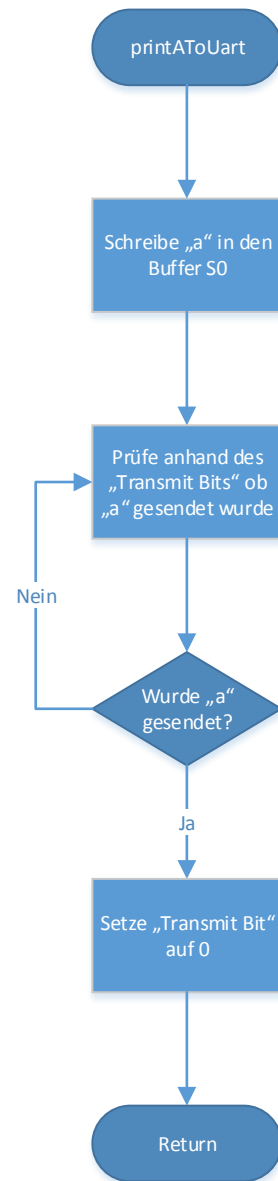 printAToUart
Schreibe „a“ in den
Buffer S0
Prüfe anhand des
„Transmit Bits“ ob
„a“ gesendet wurde
Nein
Wurde „a“
gesendet?
Ja
Setze „Transmit Bit“
auf 0
Return